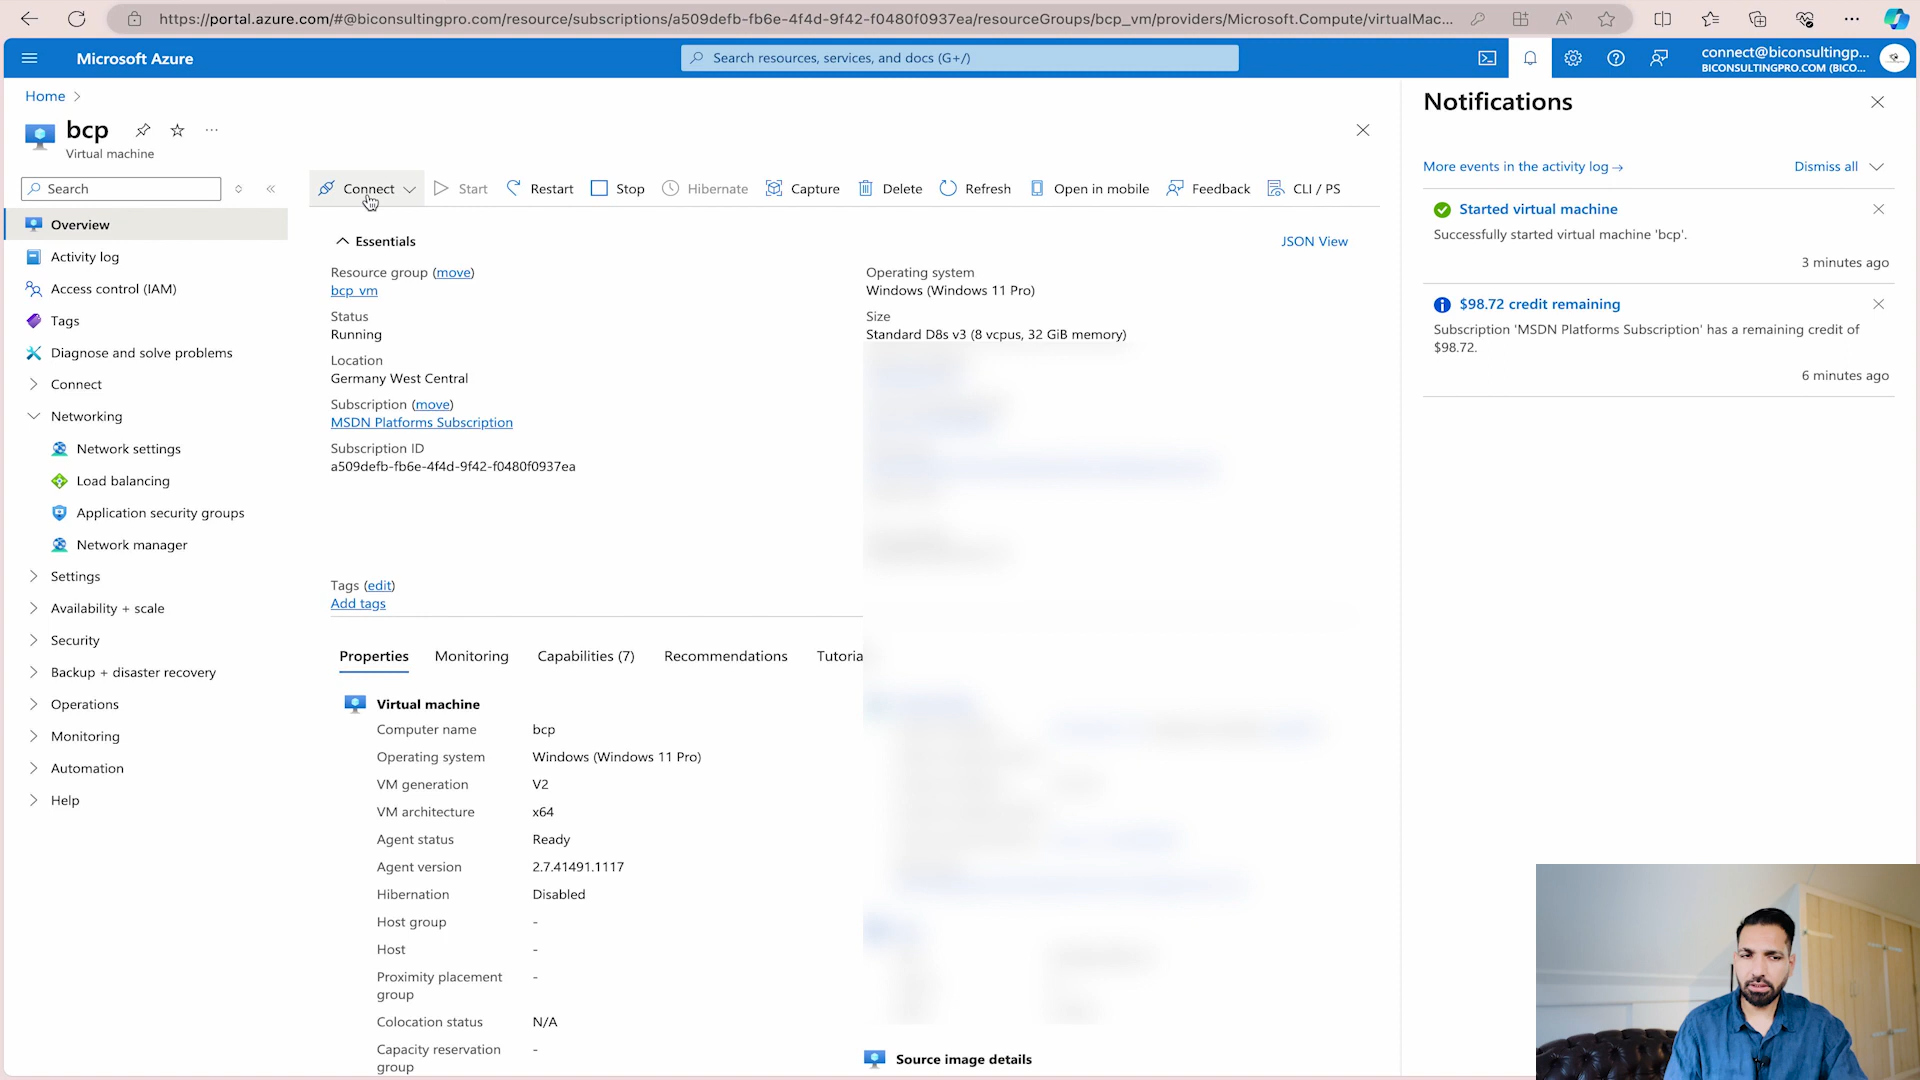 https://portal.azure.com/#@biconsultingpro.com/resource/subscriptions/a509defb-fb6e-4f4d-9f42-f0480f0937ea/resourceGroups/bcp_vm/providers/Microsoft.Compute/virtualMac...
Microsoft Azure
Search resources, services, and docs (G+/)
connect@biconsultingp...
BICONSULTINGPRO.COM (BICO...
Home
bcp
Virtual machine
Search
Connect
Start
Restart
Stop
Hibernate
Capture
Delete
Refresh
Open in mobile
Feedback
CLI / PS
Overview
Activity log
Access control (IAM)
Tags
Diagnose and solve problems
Connect
Networking
Network settings
Load balancing
Application security groups
Network manager
Settings
Availability + scale
Security
Backup + disaster recovery
Operations
Monitoring
Automation
Help
Essentials
JSON View
Resource group (move)
bcp_vm
Status
Running
Location
Germany West Central
Subscription (move)
MSDN Platforms Subscription
Subscription ID
a509defb-fb6e-4f4d-9f42-f0480f0937ea
Operating system
Windows (Windows 11 Pro)
Size
Standard D8s v3 (8 vcpus, 32 GiB memory)
Tags (edit)
Add tags
Properties
Monitoring
Capabilities (7)
Recommendations
Tutoria
Virtual machine
Computer name
bcp
Operating system
Windows (Windows 11 Pro)
VM generation
V2
VM architecture
x64
Agent status
Ready
Agent version
2.7.41491.1117
Hibernation
Disabled
Host group
-
Host
-
Proximity placement
group
-
Colocation status
N/A
Capacity reservation
group
-
Source image details
Notifications
More events in the activity log →
Dismiss all
Started virtual machine
Successfully started virtual machine 'bcp'.
3 minutes ago
$98.72 credit remaining
Subscription 'MSDN Platforms Subscription' has a remaining credit of
$98.72.
6 minutes ago